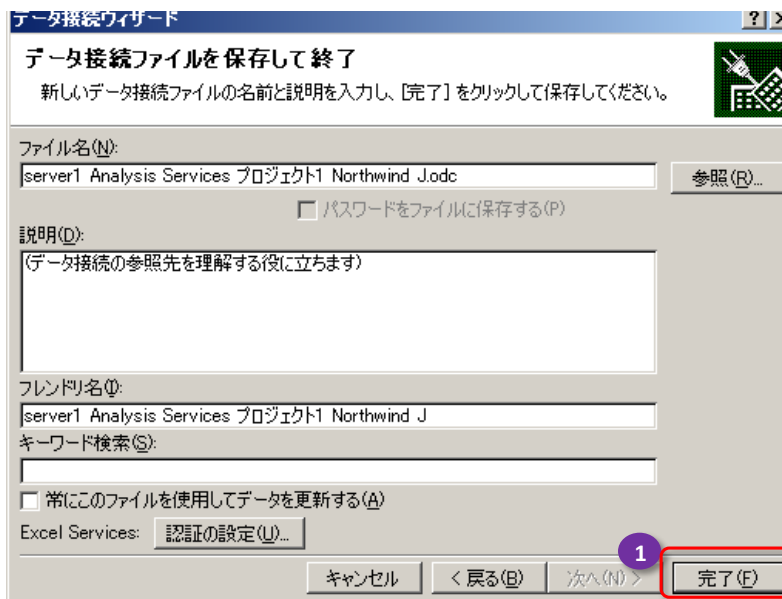 データ接続ウィザード
データ接続ファイルを保存して終了
新しいデータ接続ファイルの名前と説明を入力し、[完了] をクリックして保存してください。
ファイル名(N):
server1 Analysis Services プロジェクト1 Northwind J.odc
参照(R)...
パスワードをファイルに保存する(P)
説明(D):
(データ接続の参照先を理解する役に立ちます)
フレンドリ名(I):
server1 Analysis Services プロジェクト1 Northwind J
キーワード検索(S):
常にこのファイルを使用してデータを更新する(A)
Excel Services: 認証の設定(U)...
1
キャンセル < 戻る(B) 次へ(N) > 完了(F)